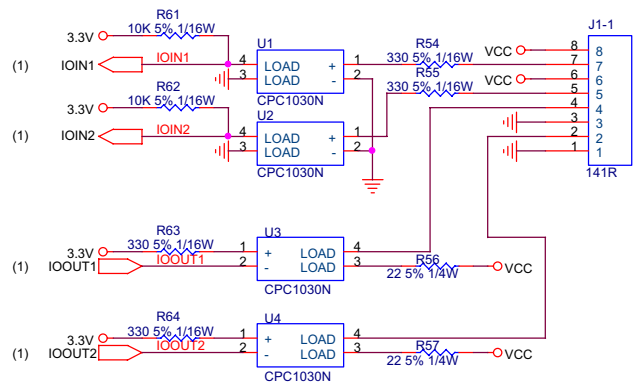 R61
10K 5% 1/16W
3.3V
(1) IOIN1 IOIN1
U1
4 LOAD + 1
3 LOAD - 2
CPC1030N
R62
10K 5% 1/16W
3.3V
(1) IOIN2 IOIN2
U2
4 LOAD + 1
3 LOAD - 2
CPC1030N
R54
330 5% 1/16W
R55
330 5% 1/16W
VCC
VCC
J1-1
8 8
7 7
6 6
5 5
4 4
3 3
2 2
1 1
141R
R63
330 5% 1/16W
3.3V
(1) IOOUT1 IOOUT1
U3
1 + LOAD 4
2 - LOAD 3
CPC1030N
R56
22 5% 1/4W
VCC
R64
330 5% 1/16W
3.3V
(1) IOOUT2 IOOUT2
U4
1 + LOAD 4
2 - LOAD 3
CPC1030N
R57
22 5% 1/4W
VCC